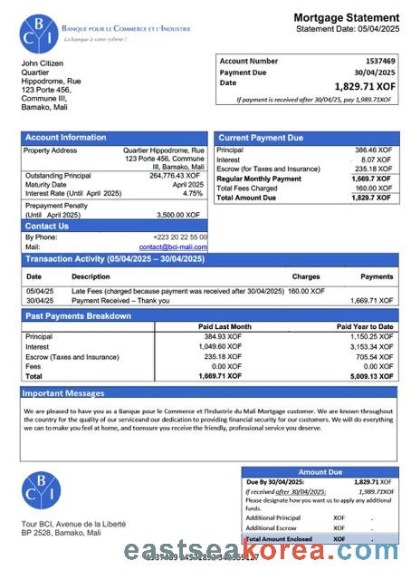 BCI
BANQUE POUR LE COMMERCE ET L'INDUSTRIE
La banque à votre rythme !
Mortgage Statement
Statement Date: 05/04/2025
John Citizen
Quartier
Hippodrome, Rue
123 Porte 456,
Commune III,
Bamako, Mali
Account Number 1537469
Payment Due 30/04/2025
Date
1,829.71 XOF
If payment is received after 30/04/25, pay 1,989.71XOF
Account Information
Property Address Quartier Hippodrome, Rue
123 Porte 456, Commune
III, Bamako, Mali
Outstanding Principal 264,776.43 XOF
Maturity Date April 2025
Interest Rate (Until April 2025) 4.75%
Prepayment Penalty
(Until April 2025) 3,500.00 XOF
Contact Us
By Phone: +223 20 22 55 00
Mail: contact@bci-mali.com
Current Payment Due
Principal 386.46 XOF
Interest 8.07 XOF
Escrow (for Taxes and Insurance) 235.18 XOF
Regular Monthly Payment 1,669.7 XOF
Total Fees Charged 160.00 XOF
Total Amount Due 1,829.7 XOF
Transaction Activity (05/04/2025 – 30/04/2025)
Date Description Charges Payments
05/04/25 Late Fees (charged because payment was received after 30/04/2025) 160.00 XOF
30/04/25 Payment Received – Thank you 1,669.71 XOF
Past Payments Breakdown
Paid Last Month Paid Year to Date
Principal 384.93 XOF 1,150.25 XOF
Interest 1,049.60 XOF 3,153.34 XOF
Escrow (Taxes and Insurance) 235.18 XOF 705.54 XOF
Fees 0.00 XOF 0.00 XOF
Total 1,669.71 XOF 5,009.13 XOF
Important Messages
We are pleased to have you as a Banque pour le Commerce et l'Industrie du Mali Mortgage customer. We are known throughout
the country for the quality of our serviceand our dedication to providing financial security for our customers. We will do everything
we can to make you feel at home, and toensure you receive the friendly, professional service you deserve.
BCI
Tour BCI, Avenue de la Liberté
BP 2528, Bamako, Mali
Amount Due
Due By 30/04/2025: 1,829.71 XOF
If received after 30/04/2025: 1,989.71XOF
Please designate how you want us to apply any additional
funds.
Additional Principal XOF .
Additional Escrow XOF .
Total Amount Enclosed XOF .
eastseakorea.com